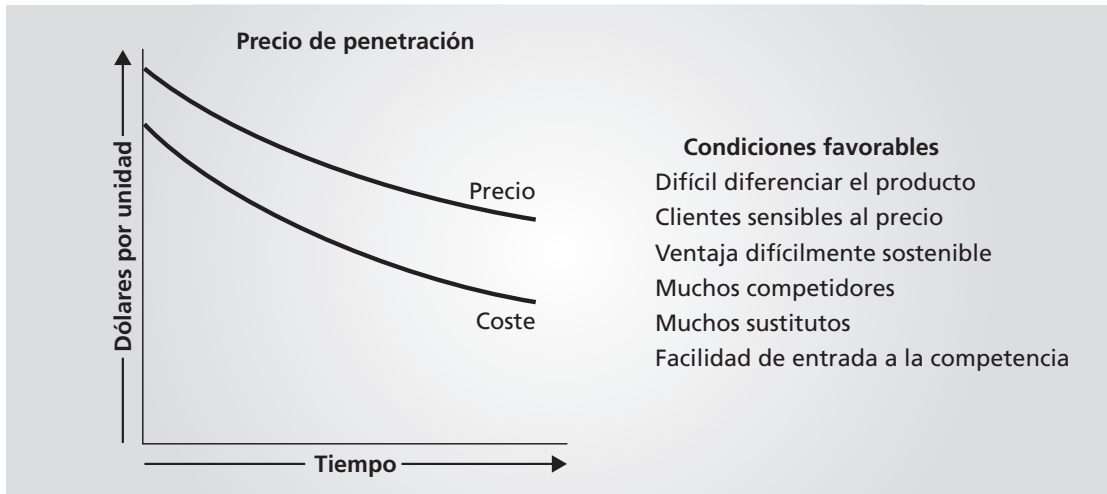 Precio de penetración
Dólares por unidad
Precio
Coste
Tiempo
Condiciones favorables
Difícil diferenciar el producto
Clientes sensibles al precio
Ventaja difícilmente sostenible
Muchos competidores
Muchos sustitutos
Facilidad de entrada a la competencia